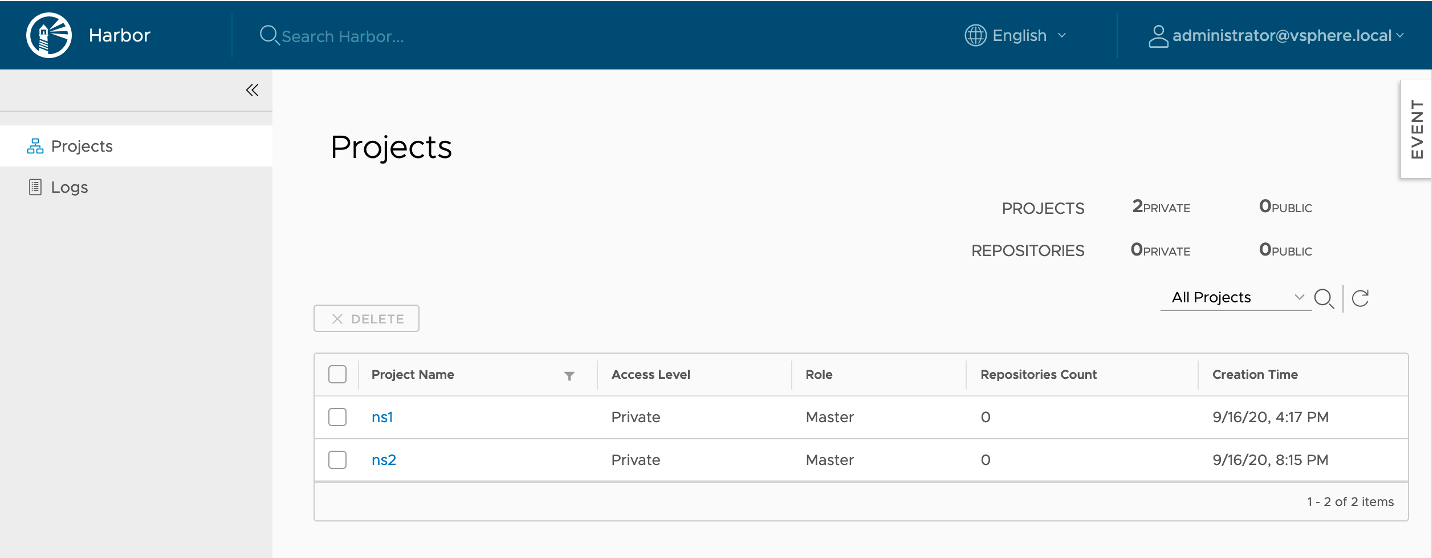 Harbor
Search Harbor...
English
administrator@vsphere.local
EVENT
Projects
Logs
Projects
PROJECTS 2PRIVATE 0PUBLIC
REPOSITORIES 0PRIVATE 0PUBLIC
All Projects
DELETE
Project Name Access Level Role Repositories Count Creation Time
ns1 Private Master 0 9/16/20, 4:17 PM
ns2 Private Master 0 9/16/20, 8:15 PM
1 - 2 of 2 items